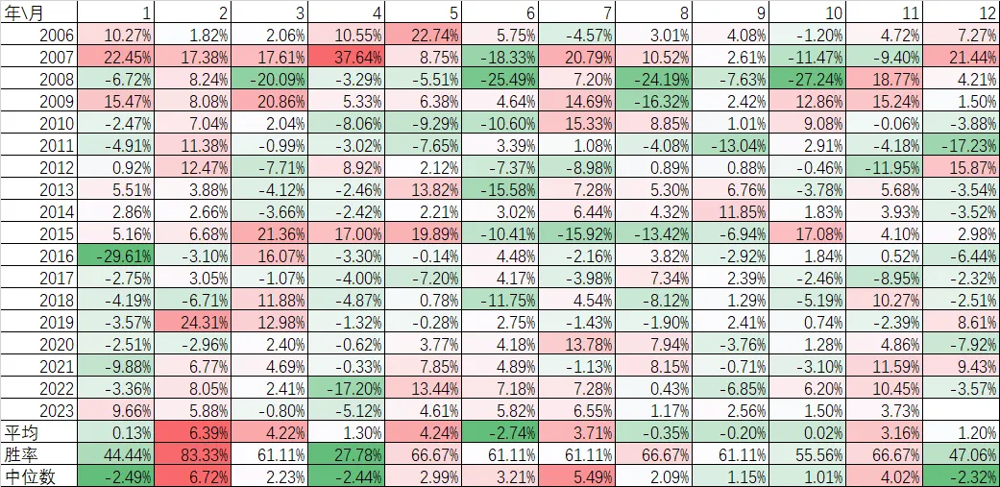 年\月 1 2 3 4 5 6 7 8 9 10 11 12
2006 10.27% 1.82% 2.06% 10.55% 22.74% 5.75% -4.57% 3.01% 4.08% -1.20% 4.72% 7.27%
2007 22.45% 17.38% 17.61% 37.64% 8.75% -18.33% 20.79% 10.52% 2.61% -11.47% -9.40% 21.44%
2008 -6.72% 8.24% -20.09% -3.29% -5.51% -25.49% 7.20% -24.19% -7.63% -27.24% 18.77% 4.21%
2009 15.47% 8.08% 20.86% 5.33% 6.38% 4.64% 14.69% -16.32% 2.42% 12.86% 15.24% 1.50%
2010 -2.47% 7.04% 2.04% -8.06% -9.29% -10.60% 15.33% 8.85% 1.01% 9.08% -0.06% -3.88%
2011 -4.91% 11.38% -0.99% -3.02% -7.65% 3.39% 1.08% -4.08% -13.04% 2.91% -4.18% -17.23%
2012 0.92% 12.47% -7.71% 8.92% 2.12% -7.37% -8.98% 0.89% 0.88% -0.46% -11.95% 15.87%
2013 5.51% 3.88% -4.12% -2.46% 13.82% -15.58% 7.28% 5.30% 6.76% -3.78% 5.68% -3.54%
2014 2.86% 2.66% -3.66% -2.42% 2.21% 3.02% 6.44% 4.32% 11.85% 1.83% 3.93% -3.52%
2015 5.16% 6.68% 21.36% 17.00% 19.89% -10.41% -15.92% -13.42% -6.94% 17.08% 4.10% 2.98%
2016 -29.61% -3.10% 16.07% -3.30% -0.14% 4.48% -2.16% 3.82% -2.92% 1.84% 0.52% -6.44%
2017 -2.75% 3.05% -1.07% -4.00% -7.20% 4.17% -3.98% 7.34% 2.39% -2.46% -8.95% -2.32%
2018 -4.19% -6.71% 11.88% -4.87% 0.78% -11.75% 4.54% -8.12% 1.29% -5.19% 10.27% -2.51%
2019 -3.57% 24.31% 12.98% -1.32% -0.28% 2.75% -1.43% -1.90% 2.41% 0.74% -2.39% 8.61%
2020 -2.51% -2.96% 2.40% -0.62% 3.77% 4.18% 13.78% 7.94% -3.76% 1.28% 4.86% -7.92%
2021 -9.88% 6.77% 4.69% -0.33% 7.85% 4.89% -1.13% 8.15% -0.71% -3.10% 11.59% 9.43%
2022 -3.36% 8.05% 2.41% -17.20% 13.44% 7.18% 7.28% 0.43% -6.85% 6.20% 10.45% -3.57%
2023 9.66% 5.88% -0.80% -5.12% 4.61% 5.82% 6.55% 1.17% 2.56% 1.50% 3.73%
平均 0.13% 6.39% 4.22% 1.30% 4.24% -2.74% 3.71% -0.35% -0.20% 0.02% 3.16% 1.20%
胜率 44.44% 83.33% 61.11% 27.78% 66.67% 61.11% 61.11% 66.67% 61.11% 55.56% 66.67% 47.06%
中位数 -2.49% 6.72% 2.23% -2.44% 2.99% 3.21% 5.49% 2.09% 1.15% 1.01% 4.02% -2.32%